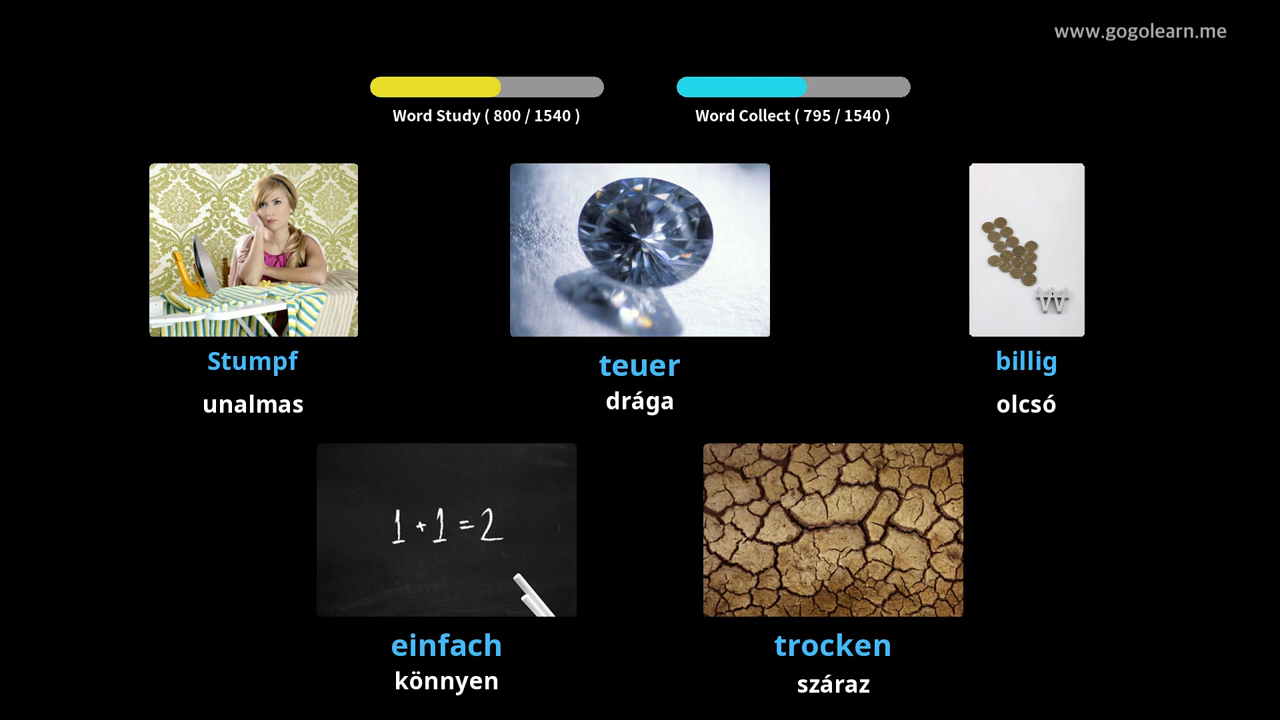 www.gogolearn.me
Word Study ( 800 / 1540 )
Word Collect ( 795 / 1540 )
Stumpf
unalmas
teuer
drága
₩
billig
olcsó
1 + 1 = 2
einfach
könnyen
trocken
száraz